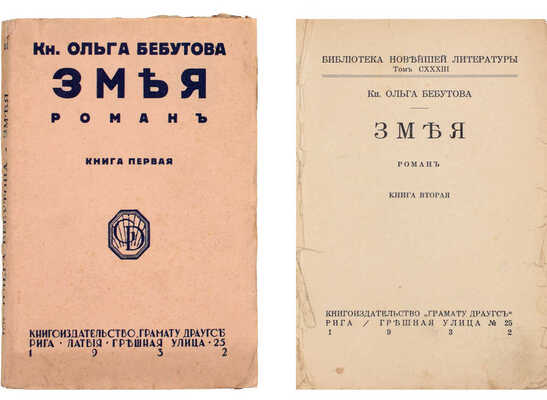 Кн. ОЛЬГА БЕБУТОВА
ЗМѢЯ
РОМАНЪ
КНИГА ПЕРВАЯ
КНИГОИЗДАТЕЛЬСТВО „ГРАМАТУ ДРАУГСЪ
РИГА · ЛАТВІЯ · ГРѢШНАЯ УЛИЦА · 25
1 9 3 2
БЕБУТОВА · ЗМѢЯ
БИБЛІОТЕКА НОВѢЙШЕЙ ЛИТЕРАТУРЫ
Томъ CXXXIII
Кн. ОЛЬГА БЕБУТОВА
ЗМѢЯ
РОМАНЪ
КНИГА ВТОРАЯ
КНИГОИЗДАТЕЛЬСТВО „ГРАМАТУ ДРАУГСЪ"
РИГА / ГРѢШНАЯ УЛИЦА № 25
1 9 3 2